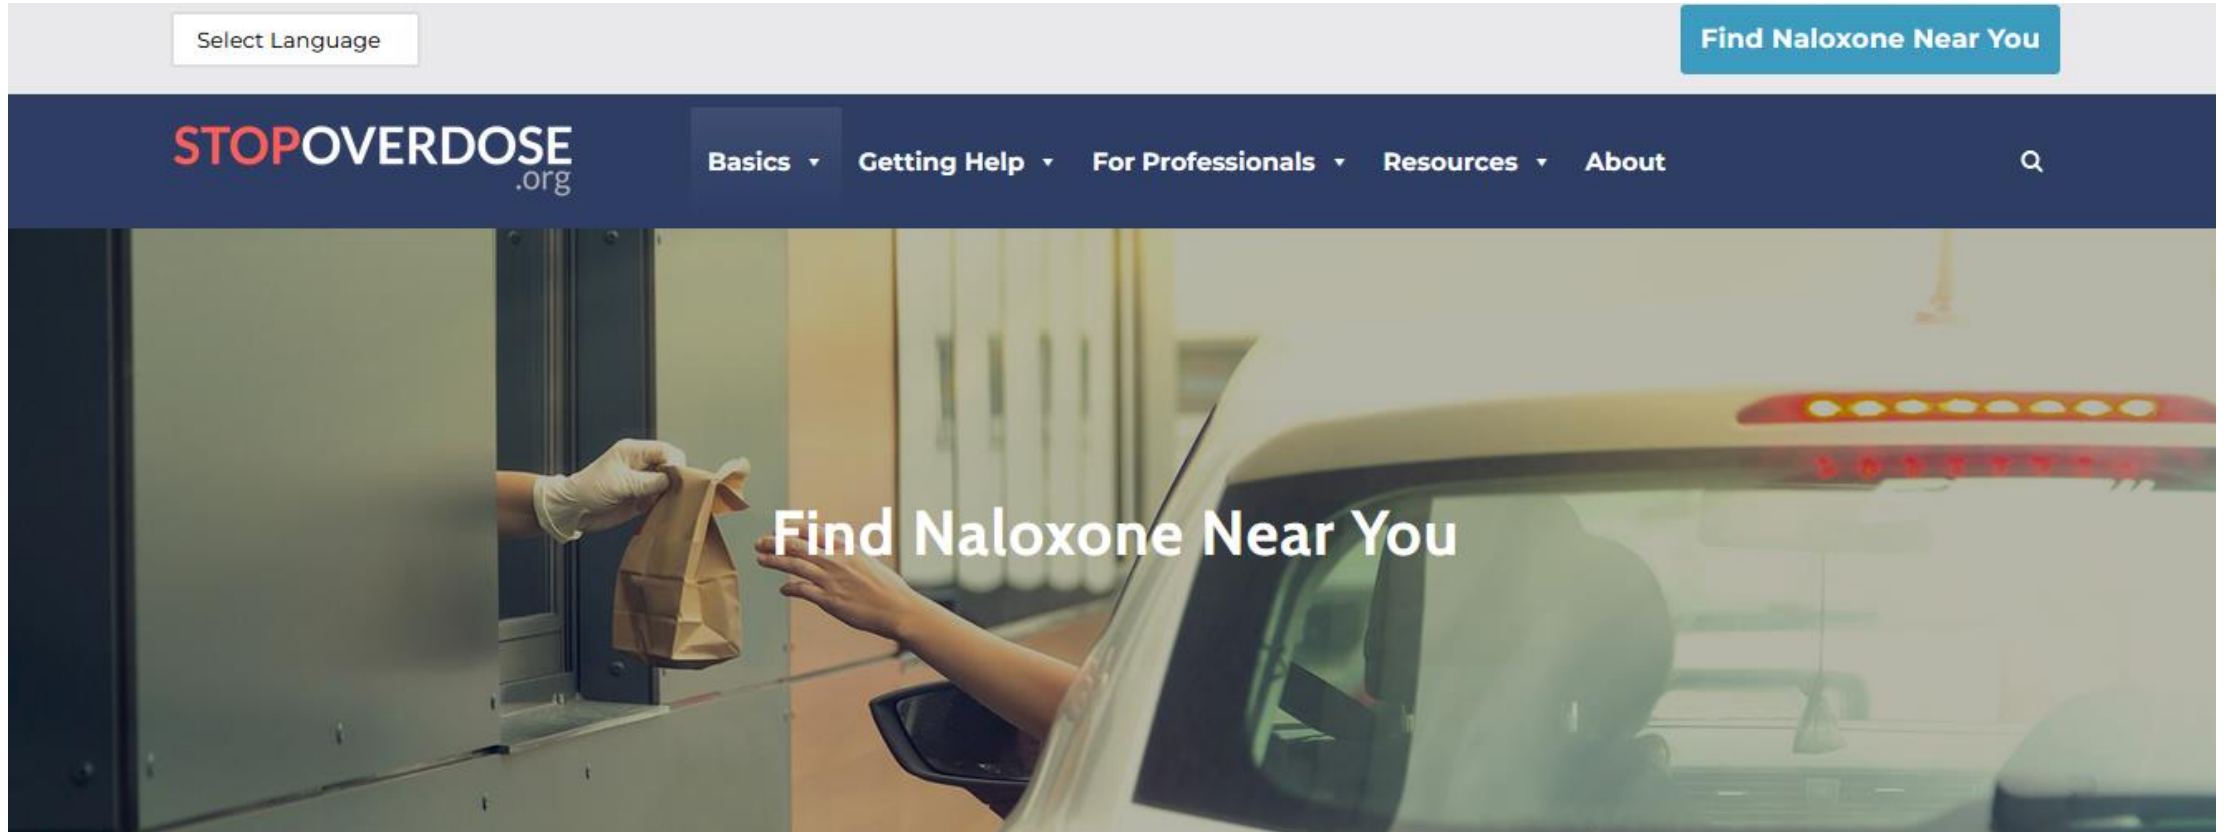 Select Language
Find Naloxone Near You
STOPOVERDOSE
.org
Basics
Getting Help
For Professionals
Resources
About
Find Naloxone Near You